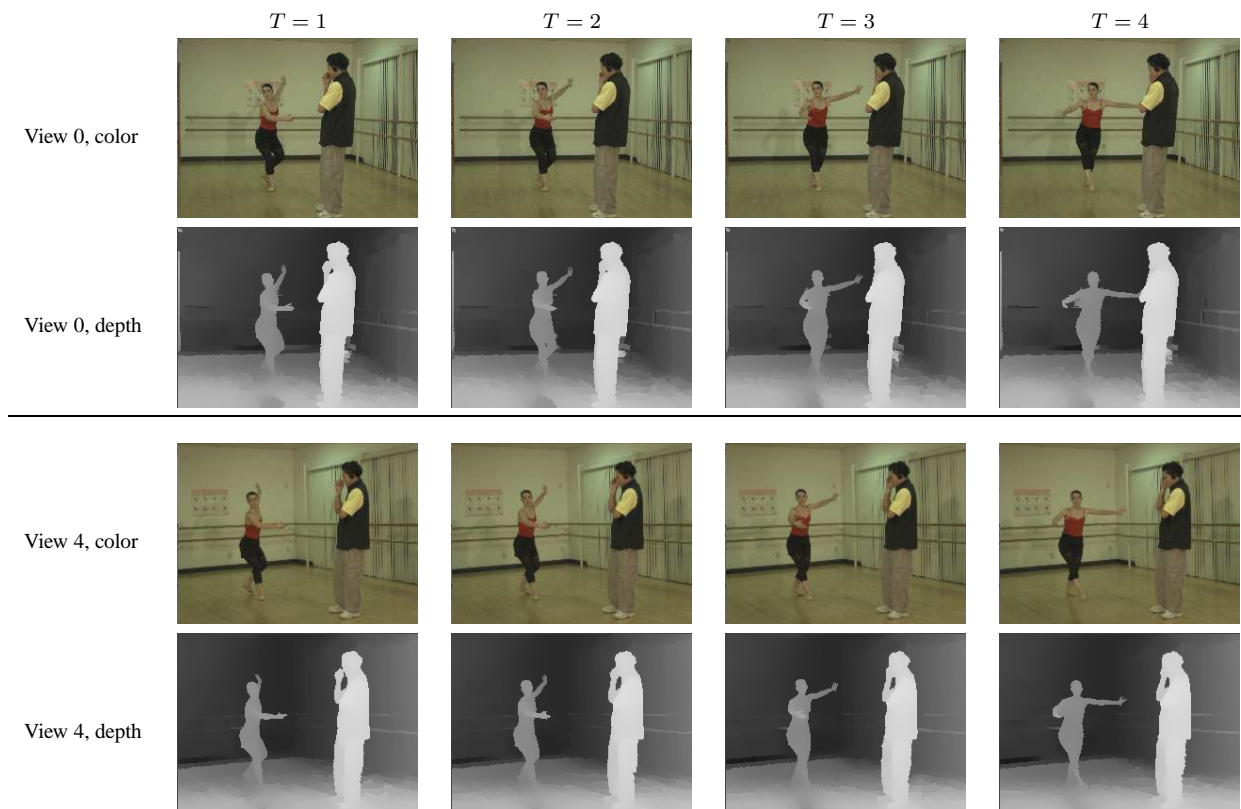 T = 1 T = 2 T = 3 T = 4
View 0, color
View 0, depth
View 4, color
View 4, depth